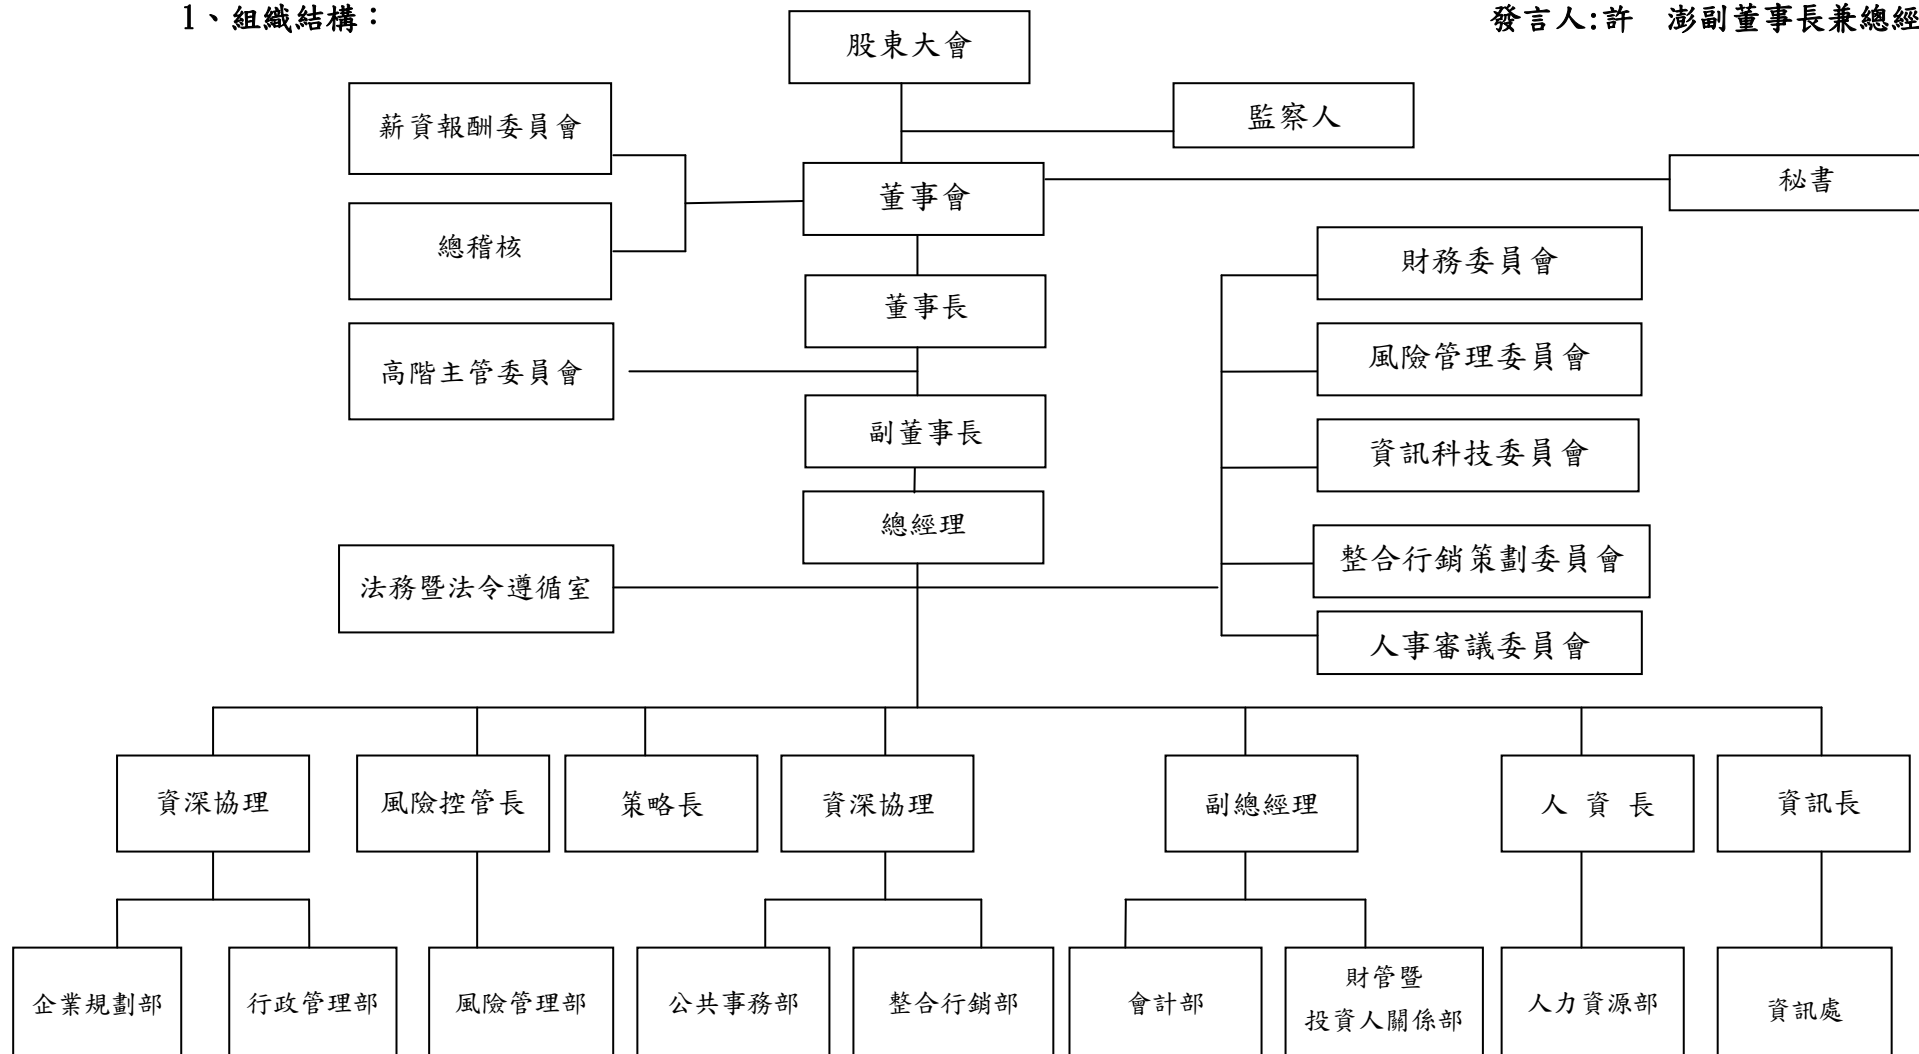 1、組織結構：
發言人:許　澎副董事長兼總經
股東大會
薪資報酬委員會
監察人
秘書
董事會
總稽核
財務委員會
董事長
風險管理委員會
高階主管委員會
副董事長
資訊科技委員會
總經理
整合行銷策劃委員會
法務暨法令遵循室
人事審議委員會
資深協理
風險控管長
策略長
資深協理
副總經理
人 資 長
資訊長
企業規劃部
行政管理部
風險管理部
公共事務部
整合行銷部
會計部
財管暨
投資人關係部
人力資源部
資訊處